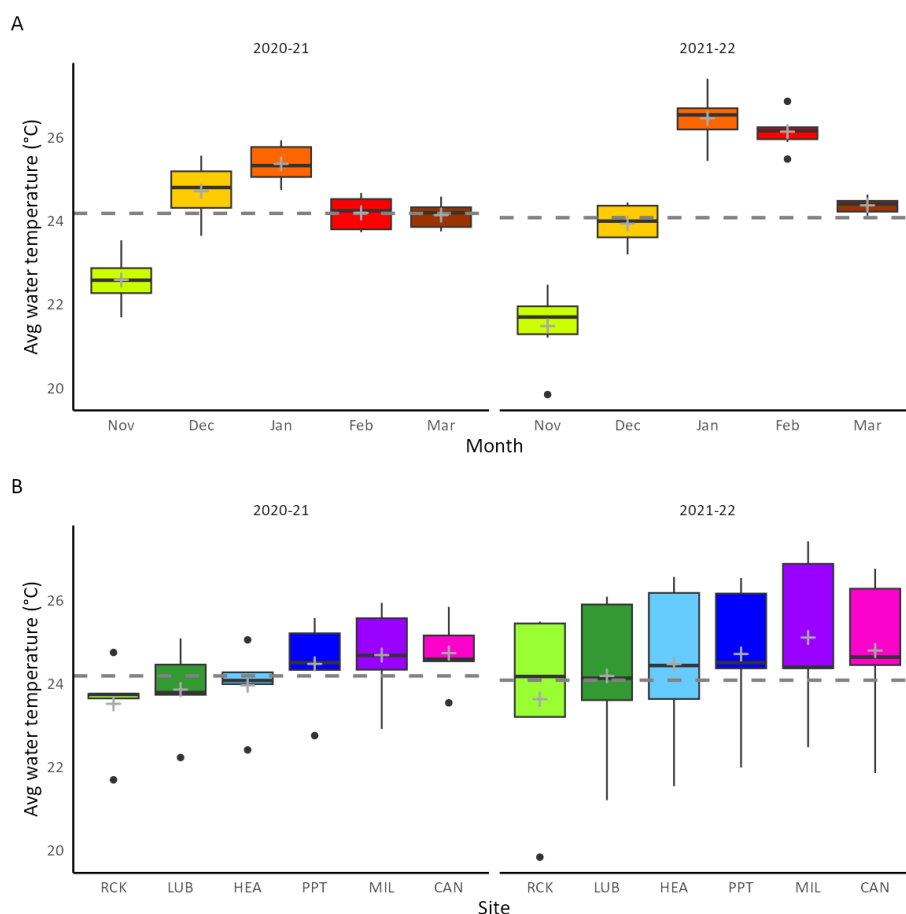 A
2020-21 2021-22
Avg water temperature (°C)
26
24
22
20
Nov Dec Jan Feb Mar Nov Dec Jan Feb Mar
Month
B
2020-21 2021-22
Avg water temperature (°C)
26
24
22
20
RCK LUB HEA PPT MIL CAN RCK LUB HEA PPT MIL CAN
Site